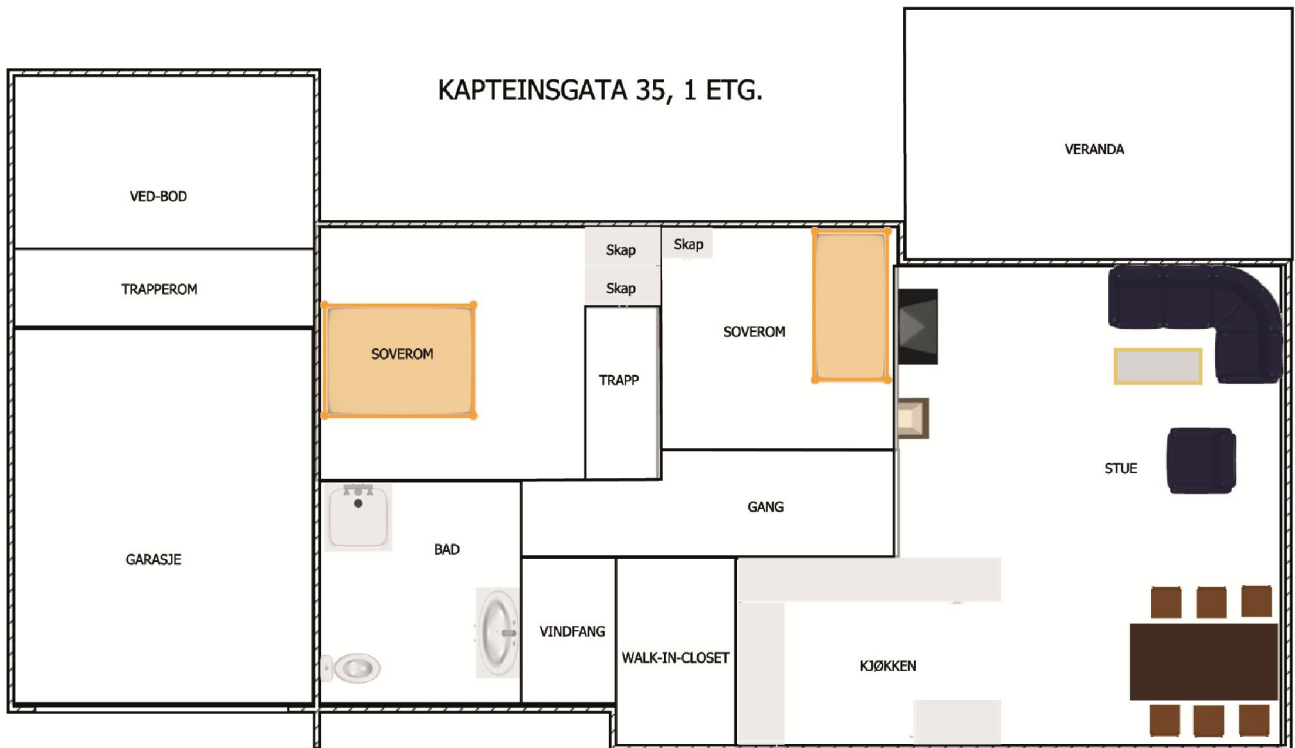 KAPTEINSGATA 35, 1 ETG.
VERANDA
VED-BOD
Skap
Skap
Skap
TRAPPEROM
SOVEROM
SOVEROM
TRAPP
STUE
GANG
GARASJE
BAD
VINDFANG
WALK-IN-CLOSET
KJØKKEN